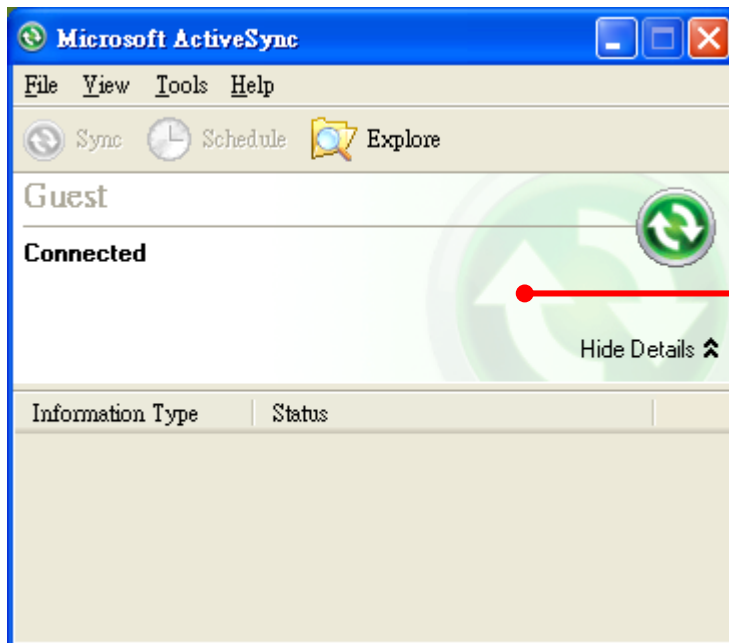 Microsoft ActiveSync
File View Tools Help
Sync Schedule Explore
Guest
Connected
Hide Details
Information Type Status